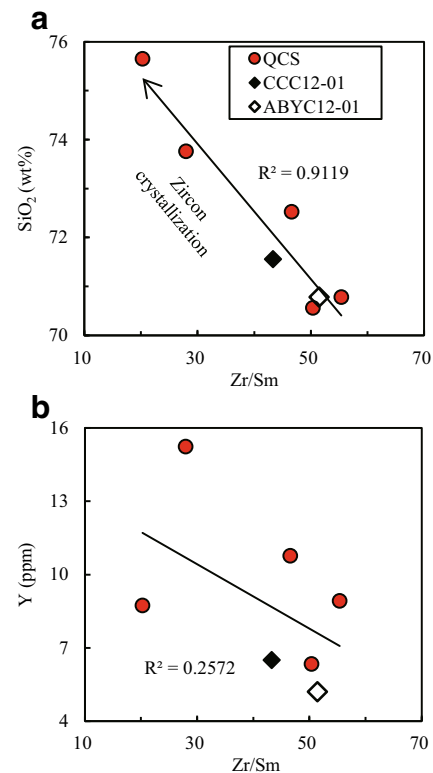 a
76
74
72
70
SiO₂ (wt%)
QCS
CCC12-01
ABYC12-01
R² = 0.9119
Zircon
crystallization
10 30 50 70
Zr/Sm
b
16
13
10
7
4
Y (ppm)
R² = 0.2572
10 30 50 70
Zr/Sm